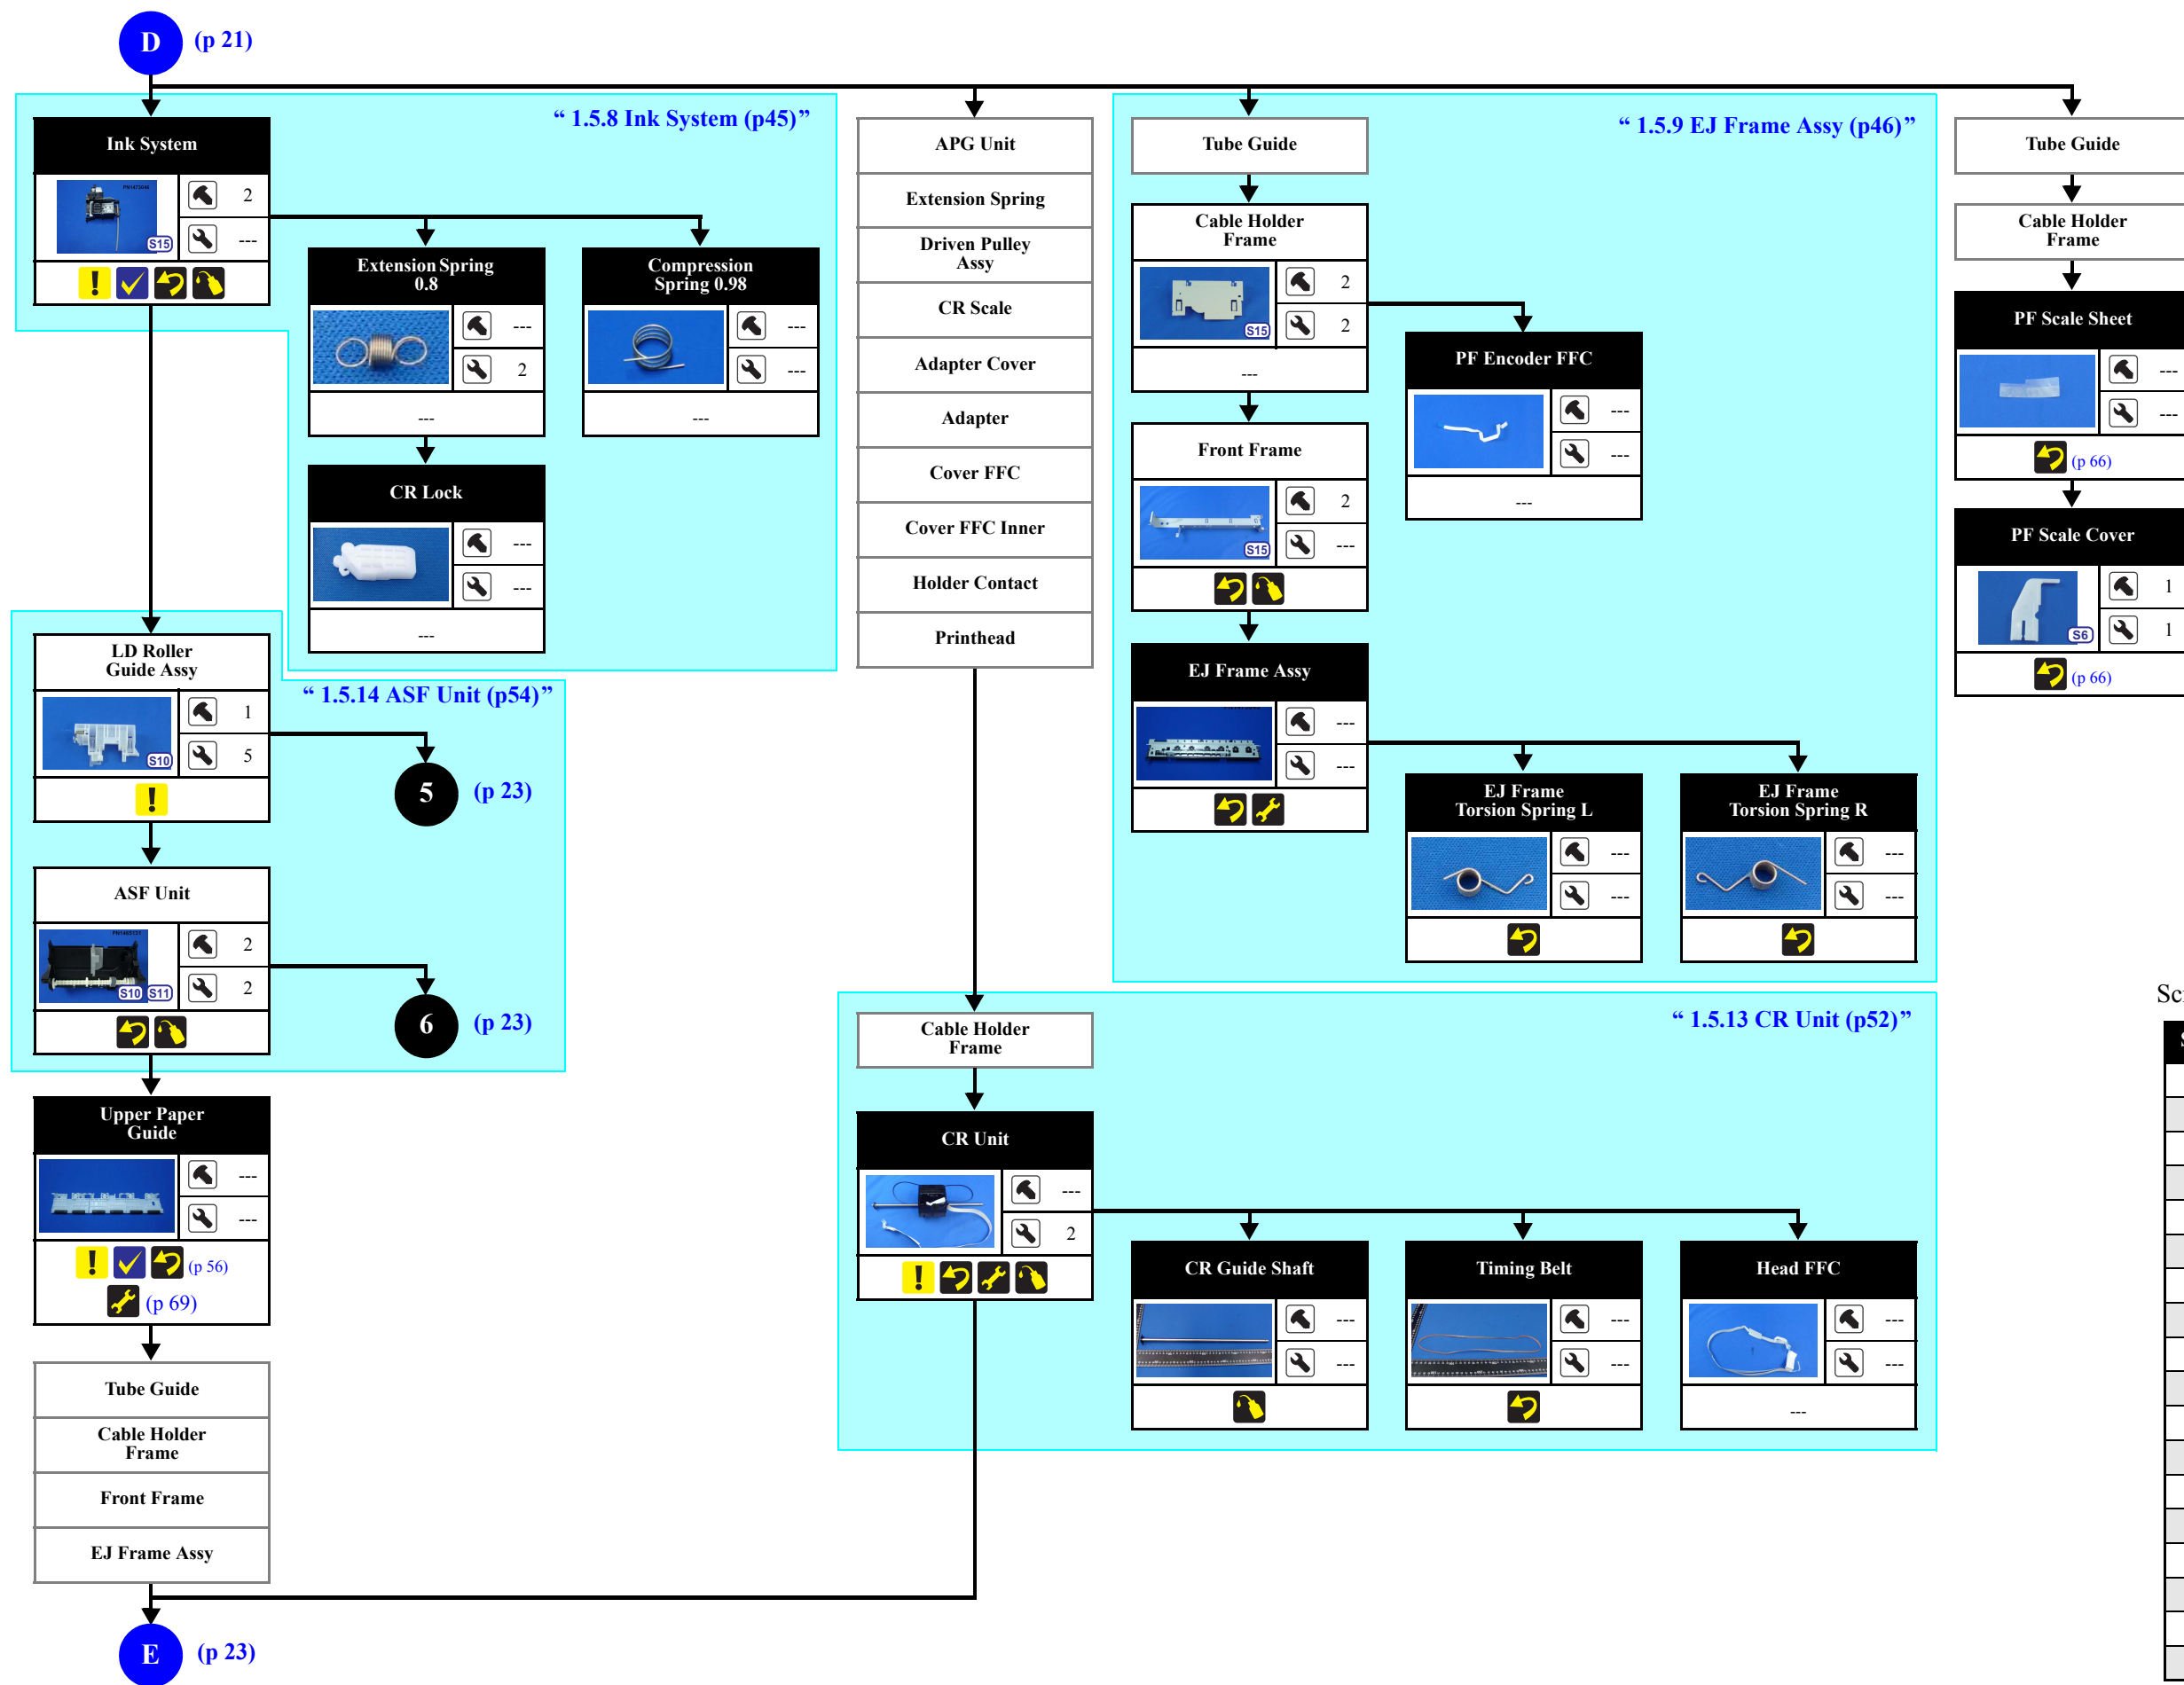 D (p 21)
“ 1.5.8 Ink System (p45)”
Ink System
2
S15
---
Extension Spring
0.8
---
2
---
Compression
Spring 0.98
---
---
---
CR Lock
---
---
---
“ 1.5.14 ASF Unit (p54)”
LD Roller
Guide Assy
1
S10
5
5 (p 23)
ASF Unit
2
S10 S11
2
6 (p 23)
Upper Paper
Guide
---
---
(p 56)
(p 69)
Tube Guide
Cable Holder
Frame
Front Frame
EJ Frame Assy
E (p 23)
APG Unit
Extension Spring
Driven Pulley
Assy
CR Scale
Adapter Cover
Adapter
Cover FFC
Cover FFC Inner
Holder Contact
Printhead
“ 1.5.9 EJ Frame Assy (p46)”
Tube Guide
Cable Holder
Frame
2
S15
2
---
PF Encoder FFC
---
---
---
Front Frame
2
S15
---
EJ Frame Assy
---
---
EJ Frame
Torsion Spring L
---
---
EJ Frame
Torsion Spring R
---
---
“ 1.5.13 CR Unit (p52)”
Cable Holder
Frame
CR Unit
---
2
CR Guide Shaft
---
---
Timing Belt
---
---
Head FFC
---
---
---
Tube Guide
Cable Holder
Frame
PF Scale Sheet
---
---
(p 66)
PF Scale Cover
1
S6
1
(p 66)